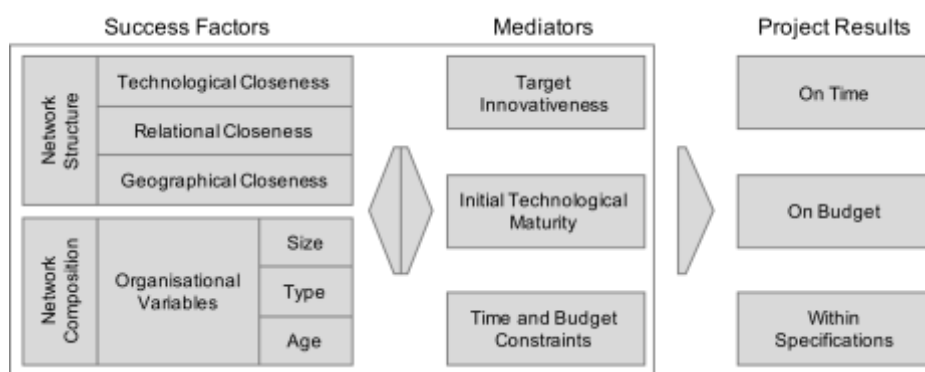 Success Factors
Mediators
Project Results
Network
Structure
Technological Closeness
Relational Closeness
Geographical Closeness
Network
Composition
Organisational
Variables
Size
Type
Age
Target
Innovativeness
Initial Technological
Maturity
Time and Budget
Constraints
On Time
On Budget
Within
Specifications